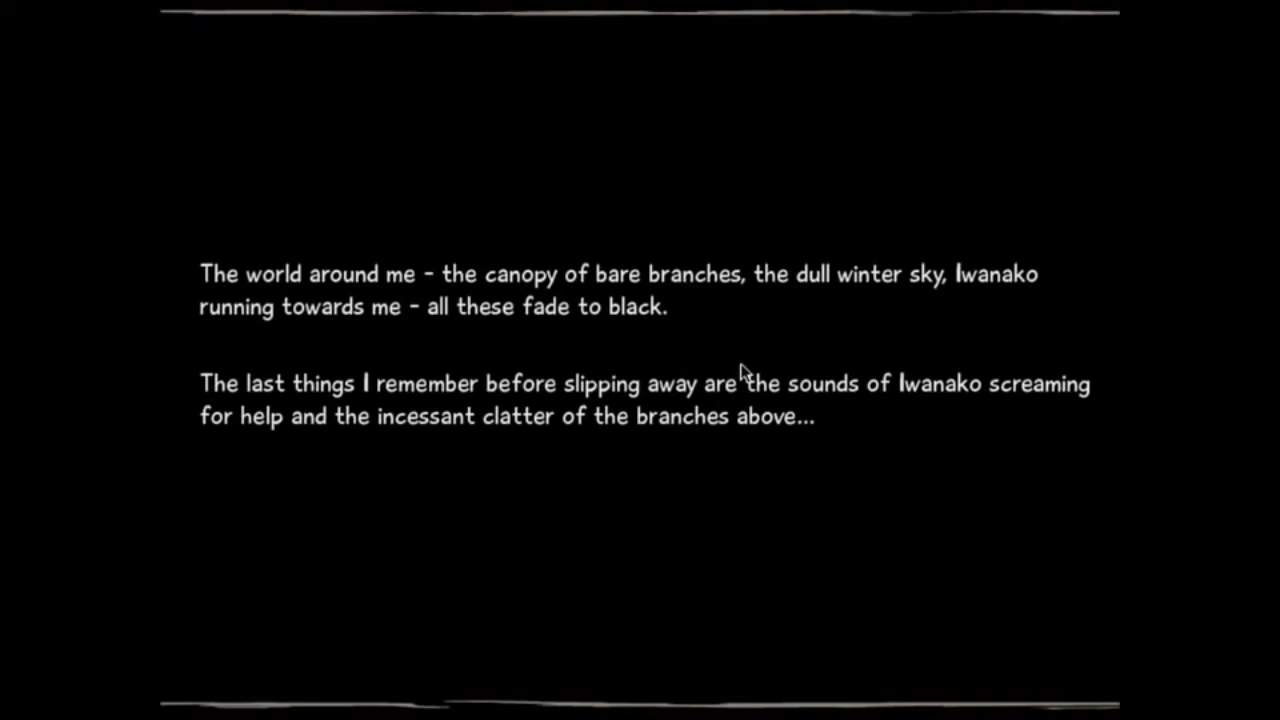 The world around me - the canopy of bare branches, the dull winter sky, Iwanako
running towards me - all these fade to black.
The last things I remember before slipping away are the sounds of Iwanako screaming
for help and the incessant clatter of the branches above...